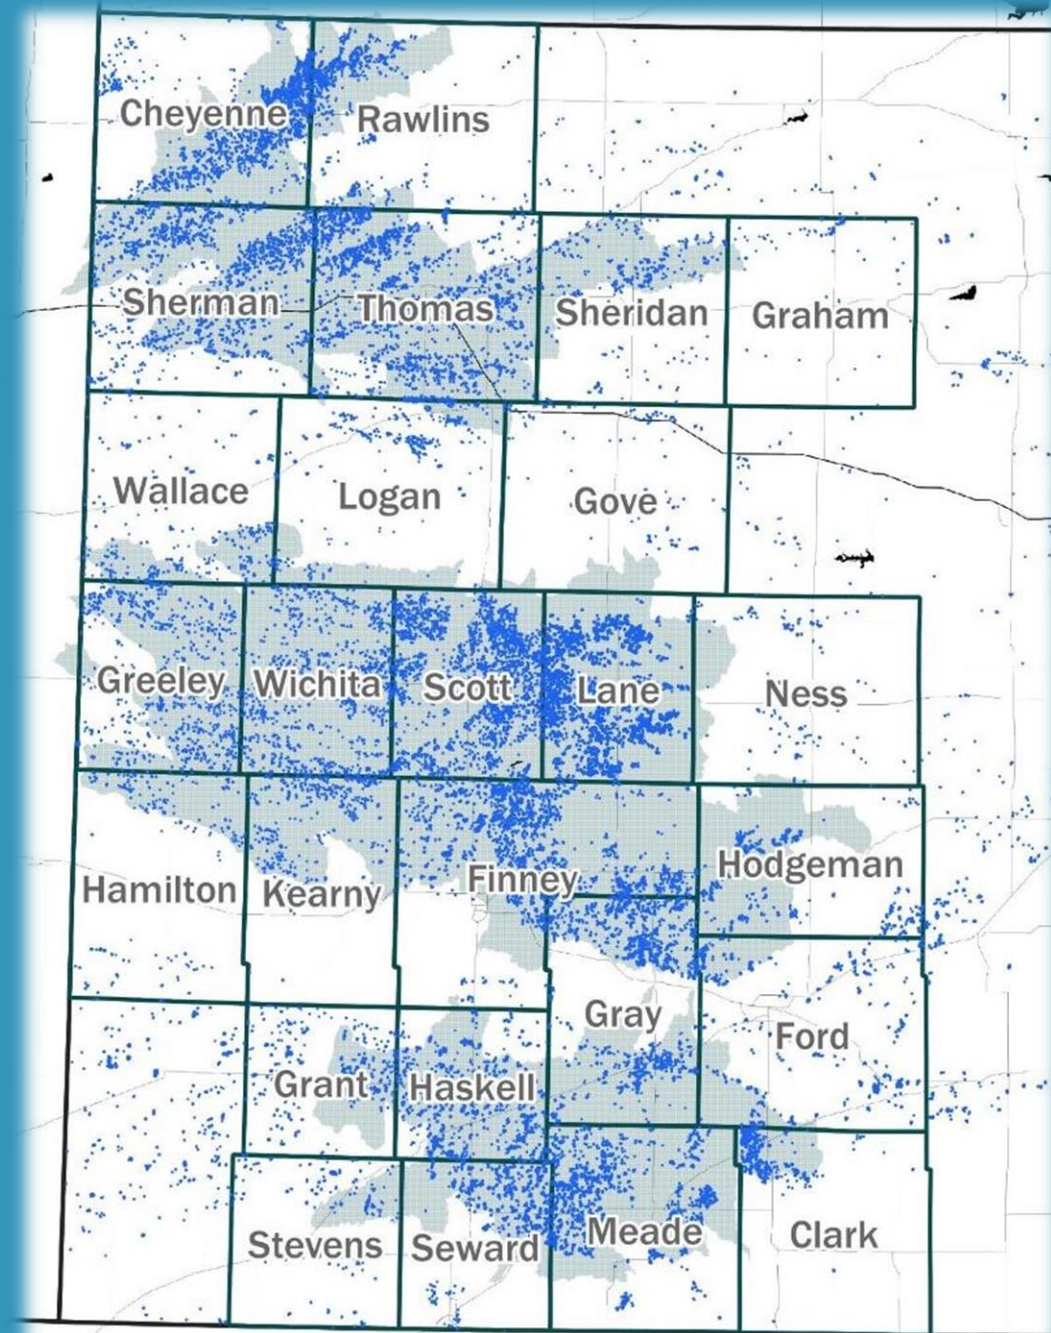 Cheyenne
Rawlins
Sherman
Thomas
Sheridan
Graham
Wallace
Logan
Gove
Greeley
Wichita
Scott
Lane
Ness
Hamilton
Kearny
Finney
Hodgeman
Gray
Ford
Grant
Haskell
Stevens
Seward
Meade
Clark